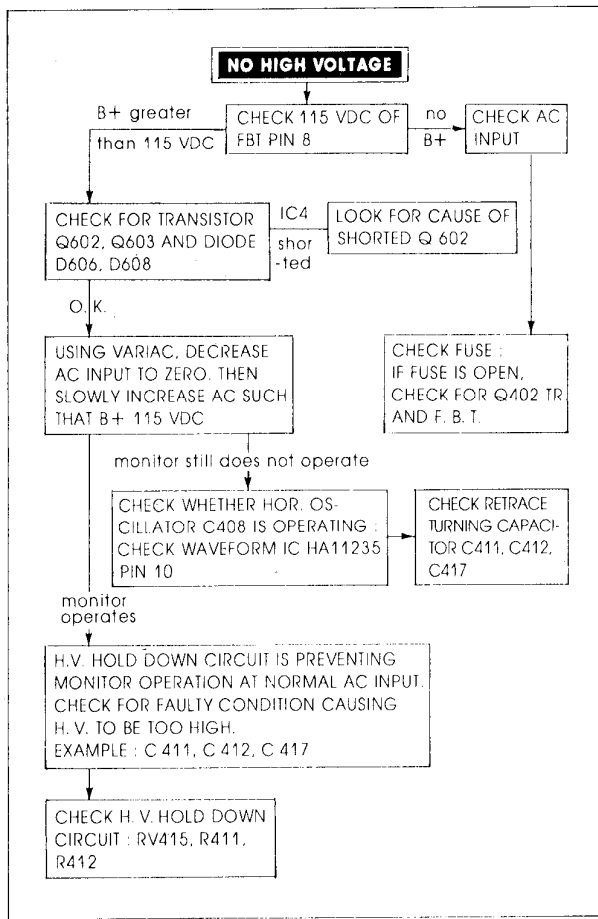 NO HIGH VOLTAGE
B+ greater
than 115 VDC
CHECK 115 VDC OF
FBT PIN 8
no
B+
CHECK AC
INPUT
CHECK FOR TRANSISTOR
Q602, Q603 AND DIODE
D606, D608
IC4
shor
-ted
LOOK FOR CAUSE OF
SHORTED Q 602
O. K.
USING VARIAC, DECREASE
AC INPUT TO ZERO. THEN
SLOWLY INCREASE AC SUCH
THAT B+ 115 VDC
CHECK FUSE :
IF FUSE IS OPEN,
CHECK FOR Q402 TR
AND F. B. T.
monitor still does not operate
CHECK WHETHER HOR. OS-
CILLATOR C408 IS OPERATING :
CHECK WAVEFORM IC HA11235
PIN 10
CHECK RETRACE
TURNING CAPACI-
TOR C411, C412,
C417
monitor
operates
H.V. HOLD DOWN CIRCUIT IS PREVENTING
MONITOR OPERATION AT NORMAL AC INPUT.
CHECK FOR FAULTY CONDITION CAUSING
H. V. TO BE TOO HIGH.
EXAMPLE : C 411, C 412, C 417
CHECK H. V. HOLD DOWN
CIRCUIT : RV415, R411,
R412